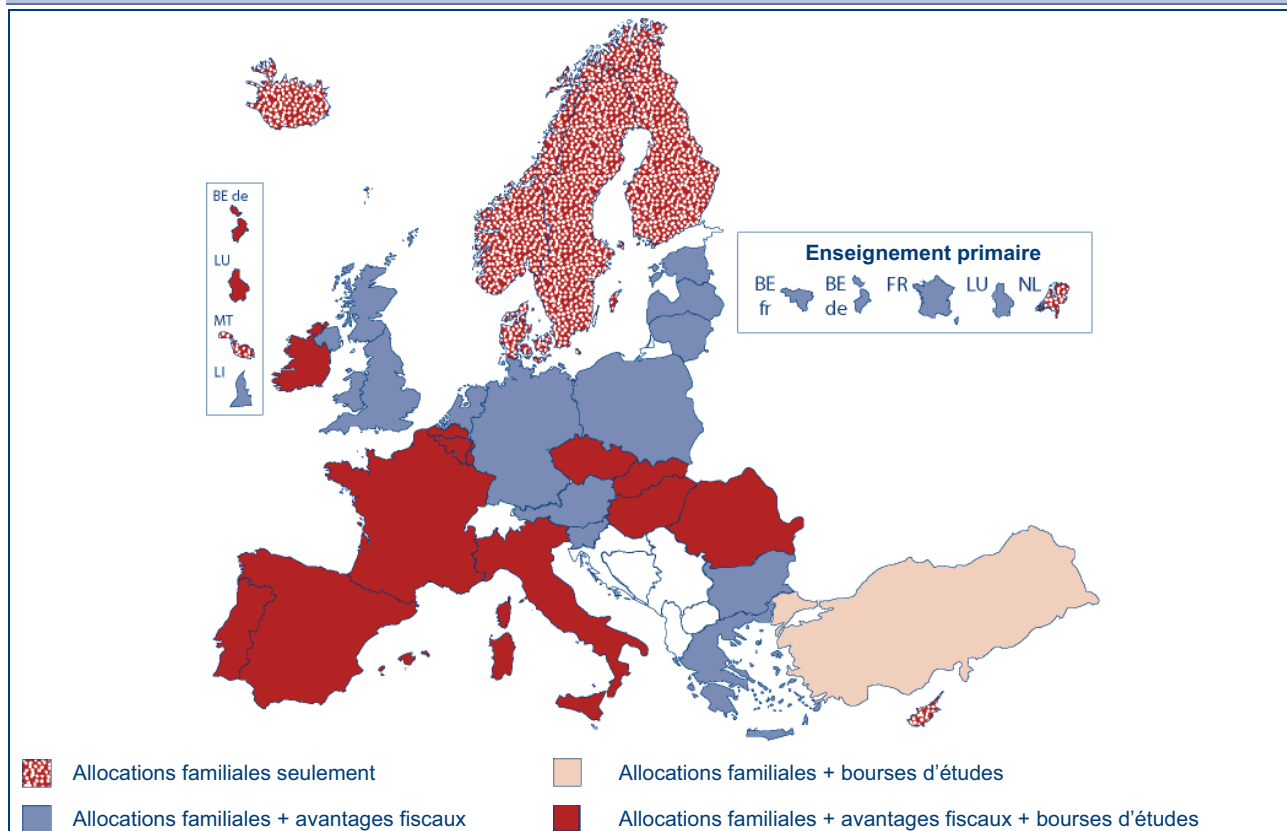 BE de
LU
MT
LI
Enseignement primaire
BE fr
BE de
FR
LU
NL
Allocations familiales seulement
Allocations familiales + bourses d'études
Allocations familiales + avantages fiscaux
Allocations familiales + avantages fiscaux + bourses d'études